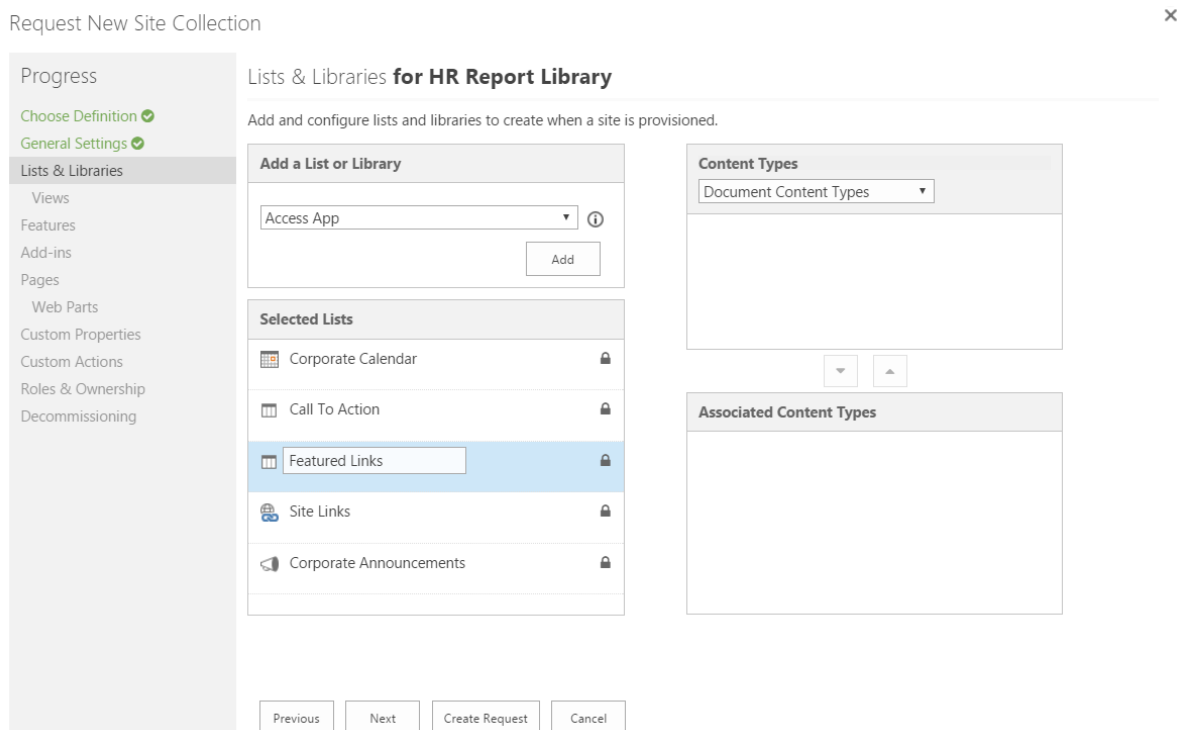 Request New Site Collection
Progress
Choose Definition
General Settings
Lists & Libraries
Views
Features
Add-ins
Pages
Web Parts
Custom Properties
Custom Actions
Roles & Ownership
Decommissioning
Lists & Libraries for HR Report Library
Add and configure lists and libraries to create when a site is provisioned.
Add a List or Library
Access App
Add
Selected Lists
Corporate Calendar
Call To Action
Featured Links
Site Links
Corporate Announcements
Content Types
Document Content Types
Associated Content Types
Previous
Next
Create Request
Cancel